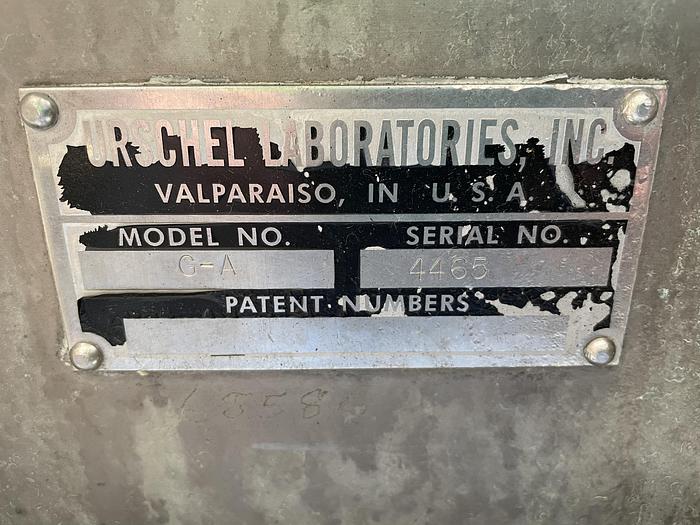 URSCHEL LABORATORIES, INC
VALPARAISO, IN U.S.A
MODEL NO. SERIAL NO.
G-A 4465
PATENT NUMBERS